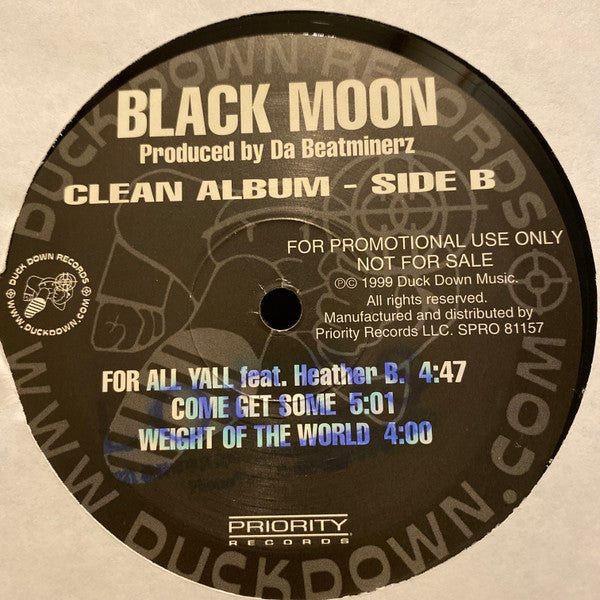 BLACK MOON
Produced by Da Beatminerz
CLEAN ALBUM - SIDE B
FOR PROMOTIONAL USE ONLY
NOT FOR SALE
℗© 1999 Duck Down Music.
All rights reserved.
Manufactured and distributed by
Priority Records LLC. SPRO 81157
DUCK DOWN RECORDS
WWW.DUCKDOWN.COM
FOR ALL YALL feat. Heather B. 4:47
COME GET SOME 5:01
WEIGHT OF THE WORLD 4:00
PRIORITY
RECORDS
DUCK DOWN RECORDS
WWW.DUCKDOWN.COM